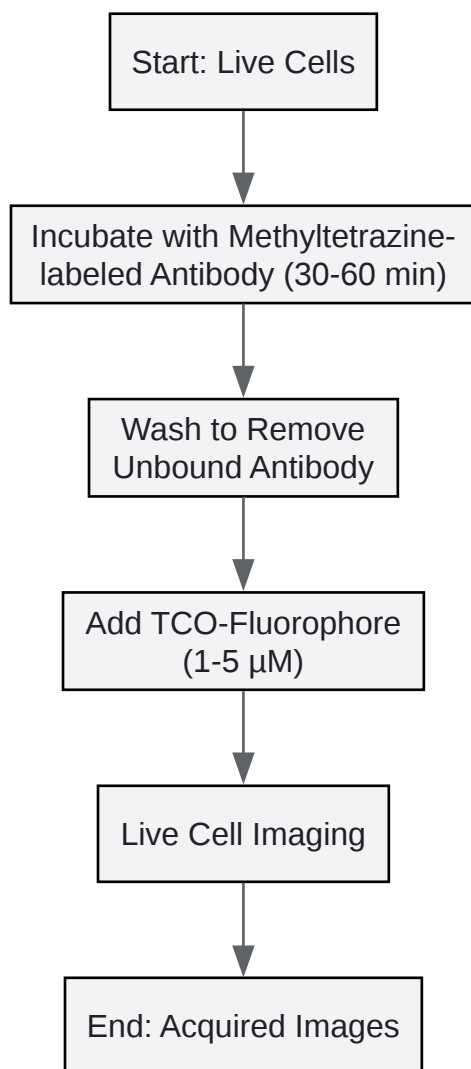 Start: Live Cells
Incubate with Methyltetrazine-
labeled Antibody (30-60 min)
Wash to Remove
Unbound Antibody
Add TCO-Fluorophore
(1-5 µM)
Live Cell Imaging
End: Acquired Images